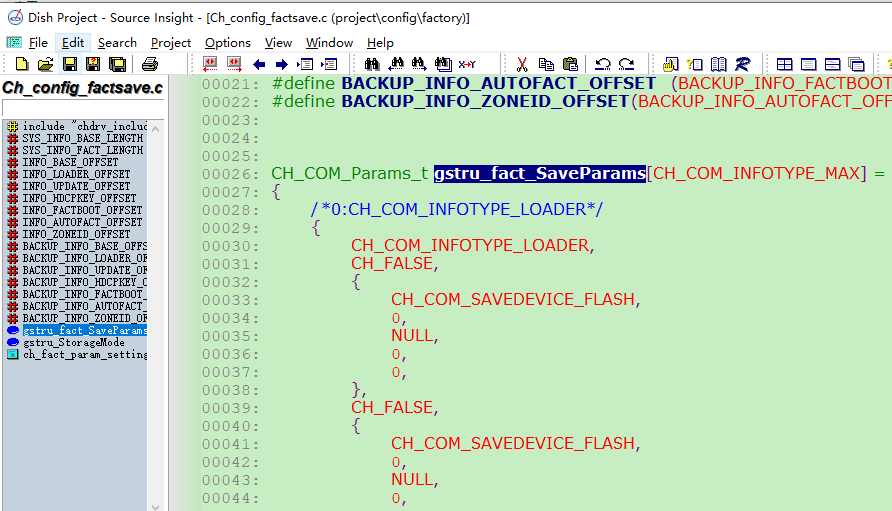 Dish Project - Source Insight - [Ch_config_factsave.c (project\config\factory)]
File Edit Search Project Options View Window Help
Ch_config_factsave.c
include "chdrv_includ
SYS_INFO_BASE_LENGTH
SYS_INFO_FACT_LENGTH
INFO_BASE_OFFSET
INFO_LOADER_OFFSET
INFO_UPDATE_OFFSET
INFO_HDCPKEY_OFFSET
INFO_FACTBOOT_OFFSET
INFO_AUTOFACT_OFFSET
INFO_ZONEID_OFFSET
BACKUP_INFO_BASE_OFFS
BACKUP_INFO_LOADER_OF
BACKUP_INFO_UPDATE_OF
BACKUP_INFO_HDCPKEY_O
BACKUP_INFO_FACTBOOT_
BACKUP_INFO_AUTOFACT_
BACKUP_INFO_ZONEID_OF
gstru_fact_SaveParams
gstru_StorageMode
ch_fact_param_setting
00021: #define BACKUP_INFO_AUTOFACT_OFFSET (BACKUP_INFO_FACTBOOT
00022: #define BACKUP_INFO_ZONEID_OFFSET(BACKUP_INFO_AUTOFACT_OFF
00023:
00024:
00025:
00026: CH_COM_Params_t gstru_fact_SaveParams[CH_COM_INFOTYPE_MAX] =
00027: {
00028: /*0:CH_COM_INFOTYPE_LOADER*/
00029: {
00030: CH_COM_INFOTYPE_LOADER,
00031: CH_FALSE,
00032: {
00033: CH_COM_SAVEDEVICE_FLASH,
00034: 0,
00035: NULL,
00036: 0,
00037: 0,
00038: },
00039: CH_FALSE,
00040: {
00041: CH_COM_SAVEDEVICE_FLASH,
00042: 0,
00043: NULL,
00044: 0,